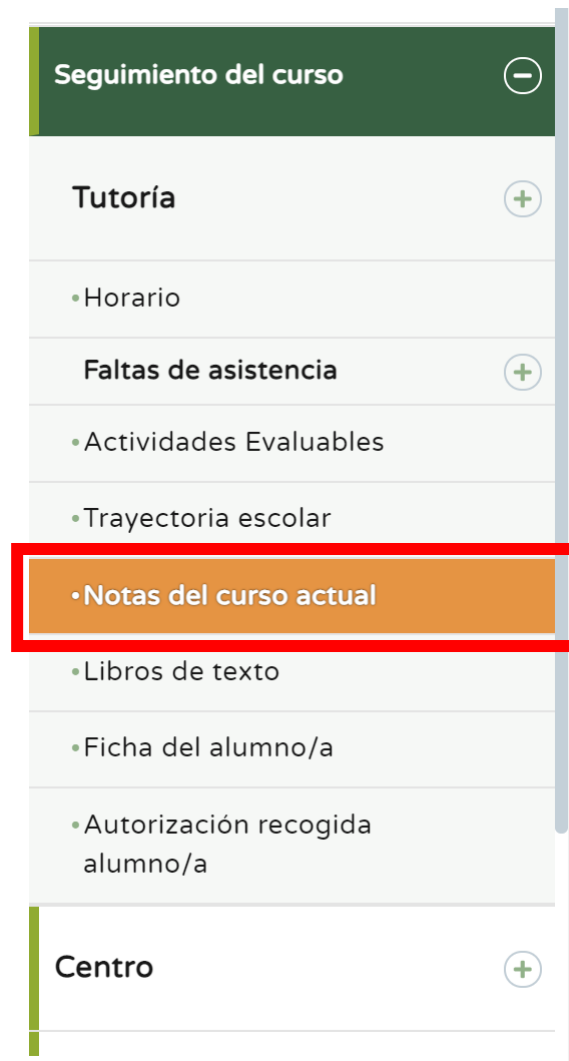 Seguimiento del curso
Tutoría
Horario
Faltas de asistencia
Actividades Evaluables
Trayectoria escolar
Notas del curso actual
Libros de texto
Ficha del alumno/a
Autorización recogida
alumno/a
Centro